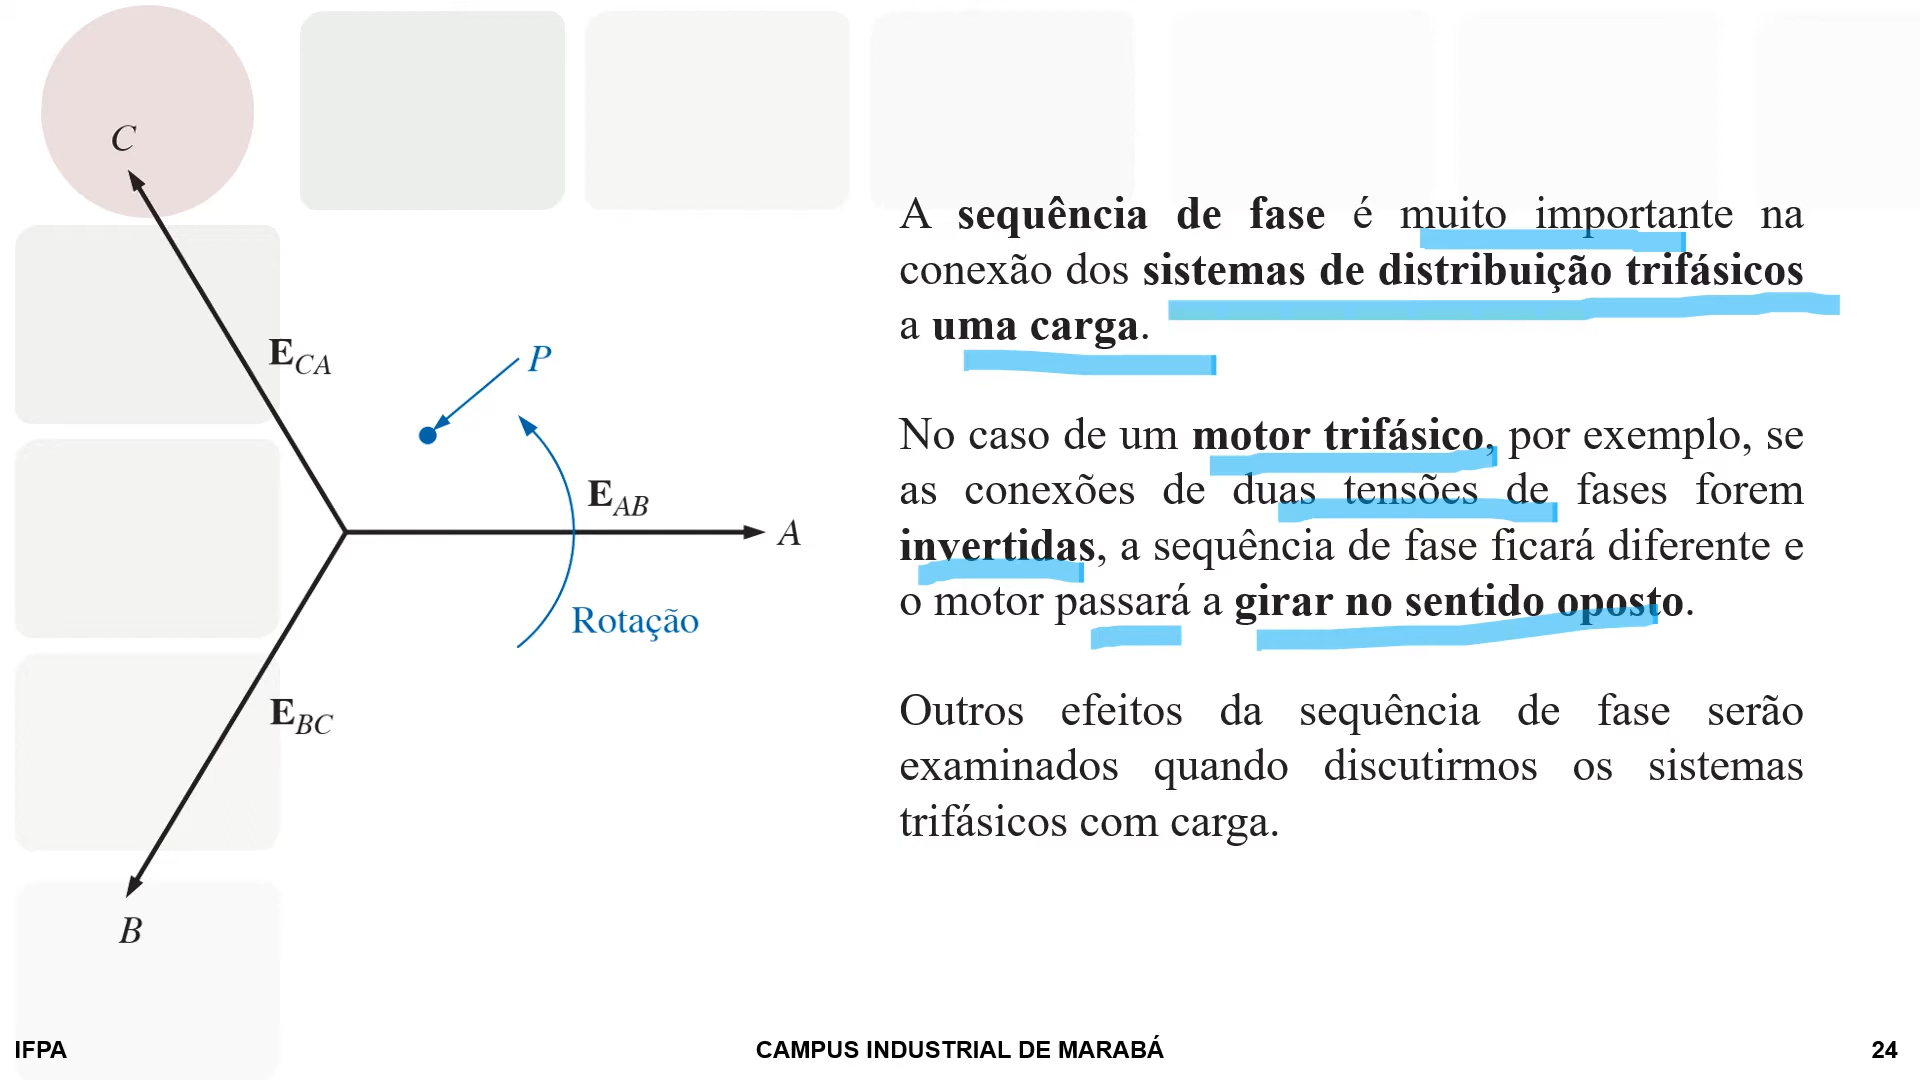 C
E_CA
P
E_AB
A
Rotação
E_BC
B
A sequência de fase é muito importante na
conexão dos sistemas de distribuição trifásicos
a uma carga.
No caso de um motor trifásico, por exemplo, se
as conexões de duas tensões de fases forem
invertidas, a sequência de fase ficará diferente e
o motor passará a girar no sentido oposto.
Outros efeitos da sequência de fase serão
examinados quando discutirmos os sistemas
trifásicos com carga.
IFPA
CAMPUS INDUSTRIAL DE MARABÁ
24